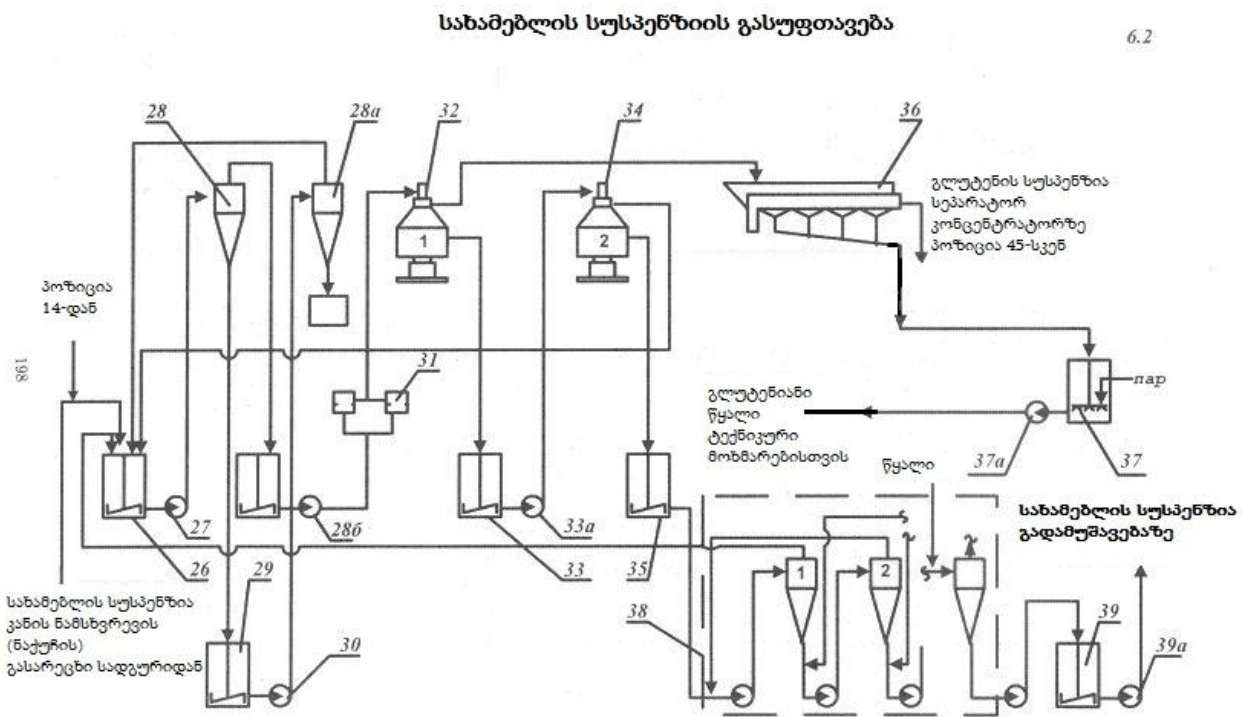 სახამებლის სუსპენზიის გასუფთავება
6.2
28
28a
32
34
36
გლუტენის სუსპენზია
სეპარატორ
კონცენტრატორზე
პოზიცია 45-სკენ
პოზიცია
14-დან
1
2
198
31
пар
გლუტენიანი
წყალი
ტექნიკური
მოხმარებისთვის
37a
37
წყალი
სახამებლის სუსპენზია
გადამუშავებაზე
27
28б
33a
26
29
33
35
1
2
სახამებლის სუსპენზია
კანის ნამსხვრევის
(ნაქუჩის)
გასარეცხი სადგურიდან
30
38
39
39a